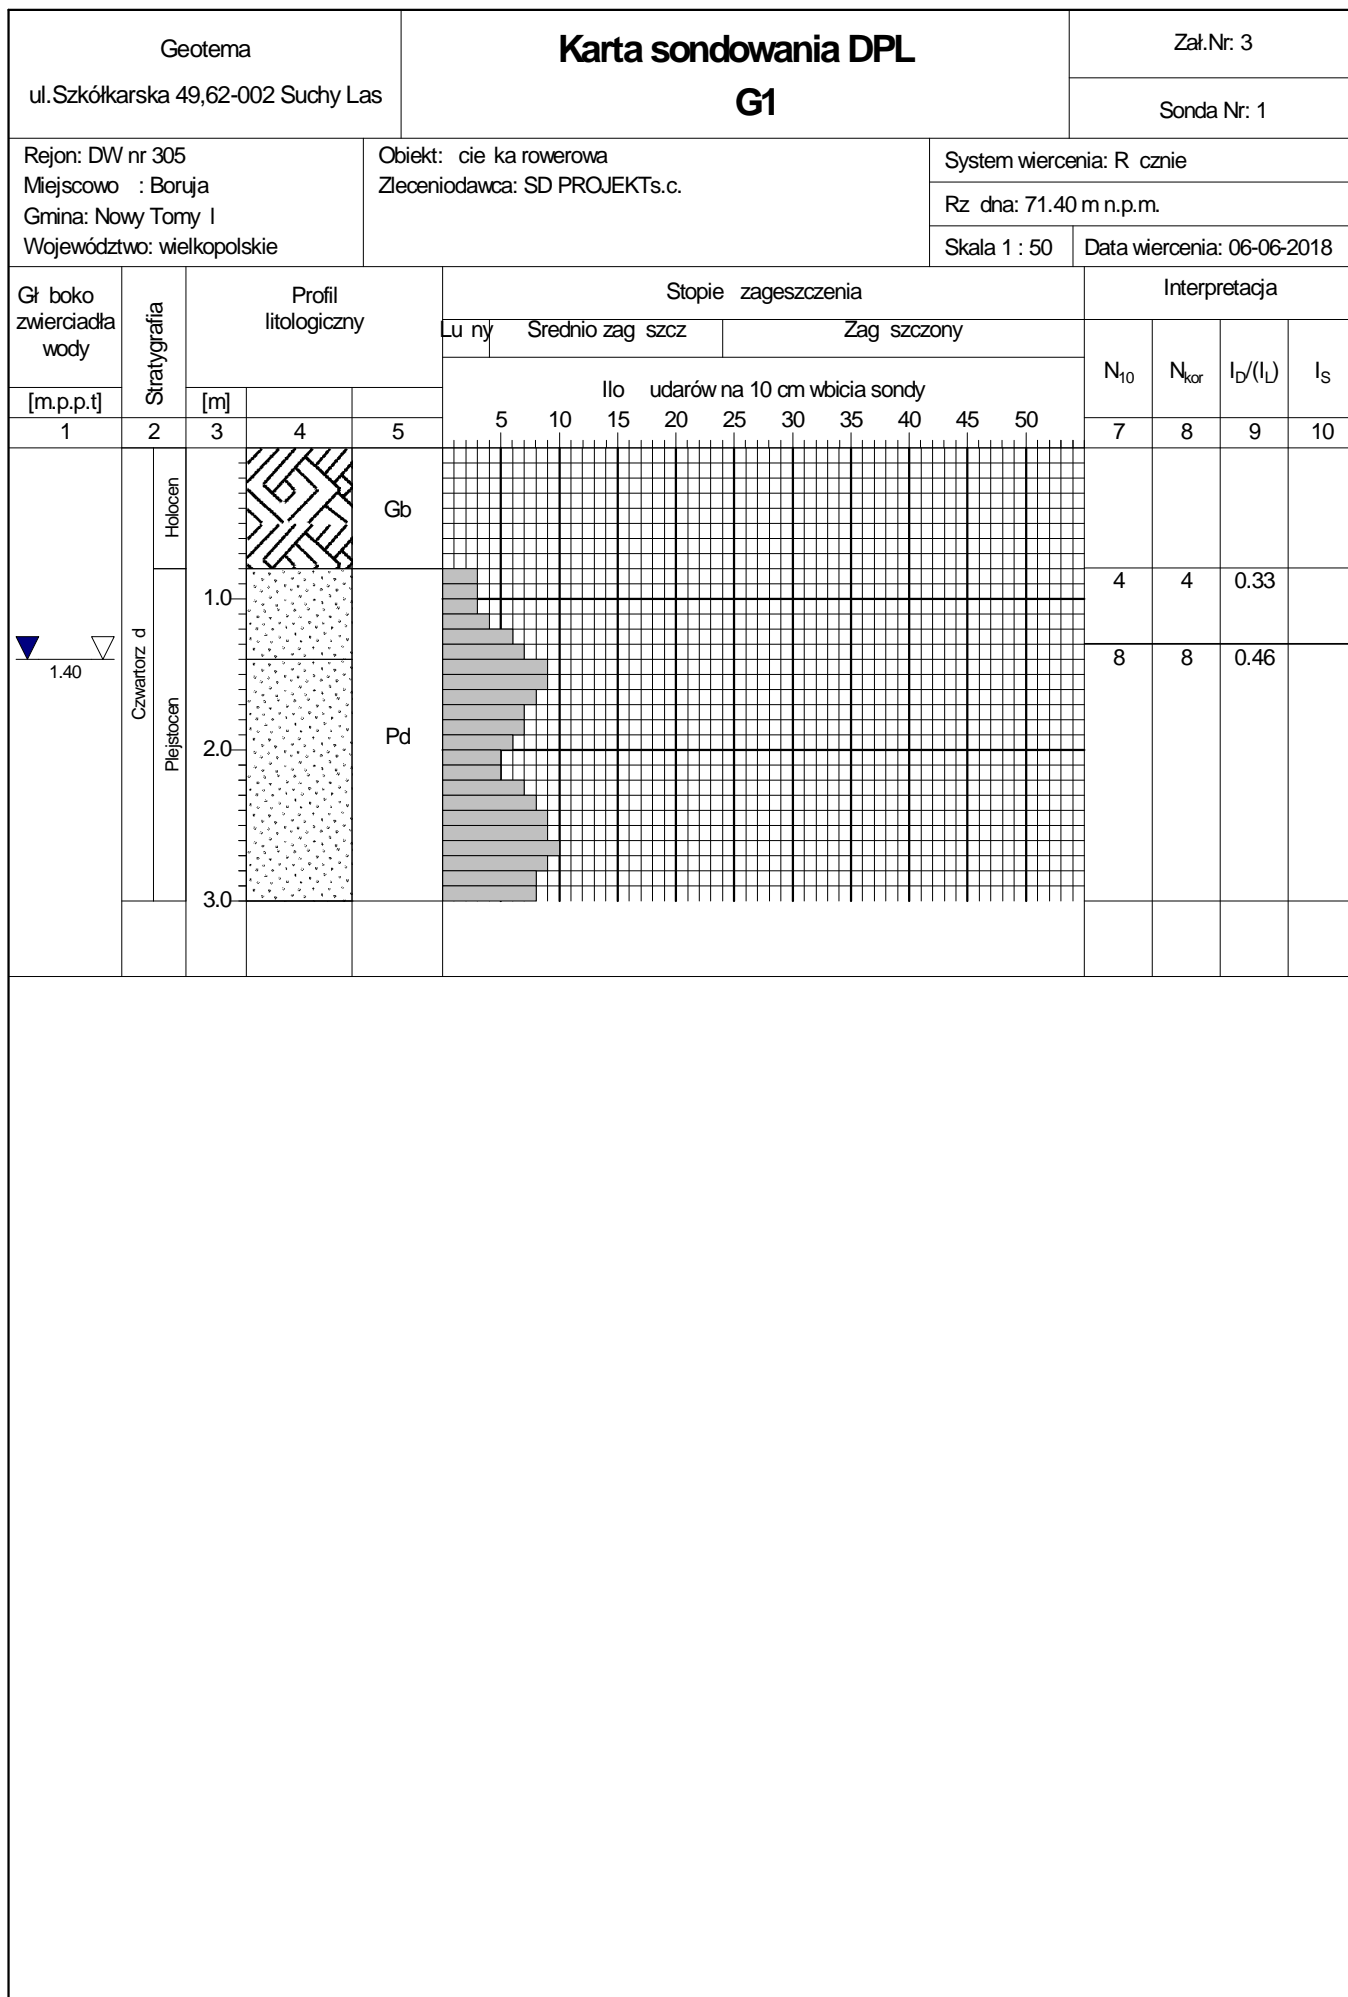 Geotema
ul.Szkółkarska 49,62-002 Suchy Las
Karta sondowania DPL
G1
Zał.Nr: 3
Sonda Nr: 1
Rejon: DW nr 305
Miejscowo : Boruja
Gmina: Nowy Tomy l
Województwo: wielkopolskie
Obiekt: cie ka rowerowa
Zleceniodawca: SD PROJEKTs.c.
System wiercenia: R cznie
Rz dna: 71.40 m n.p.m.
Skala 1 : 50
Data wiercenia: 06-06-2018
Gł boko
zwierciadła
wody
[m.p.p.t]
Stratygrafia
Profil
litologiczny
[m]
Stopie zageszczenia
Lu ny
Srednio zag szcz
Zag szczony
Ilo udarów na 10 cm wbicia sondy
5 10 15 20 25 30 35 40 45 50
Interpretacja
N10
Nkor
ID/(IL)
IS
1 2 3 4 5 7 8 9 10
Holocen
Gb
1.0
4 4 0.33
1.40
8 8 0.46
Czwartorz d
Plejstocen
Pd
2.0
3.0